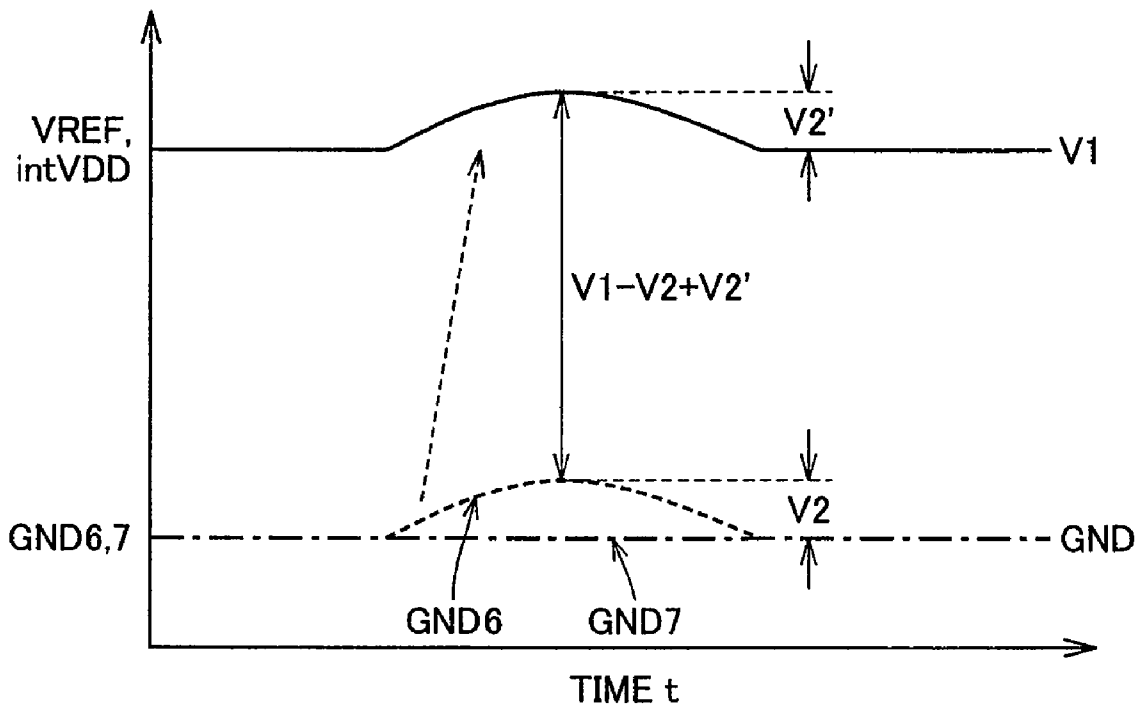 VREF,
intVDD
V2'
V1
V1-V2+V2'
V2
GND6,7
GND
GND6
GND7
TIME t